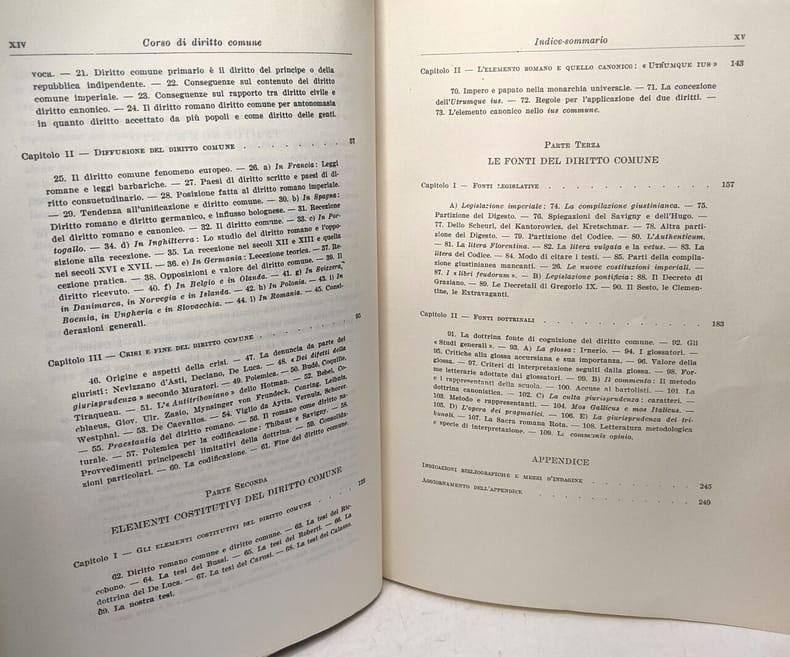 XIV
Corso di diritto comune
voca. — 21. Diritto comune primario è il diritto del principe o della
repubblica indipendente. — 22. Conseguenze sul contenuto del diritto
comune imperiale. — 23. Conseguenze sul rapporto tra diritto civile e
diritto canonico. — 24. Il diritto romano diritto comune per antonomasia
in quanto diritto accettato da più popoli e come diritto delle genti.
Capitolo II — Diffusione del diritto comune . . . . . . . . 37
25. Il diritto comune fenomeno europeo. — 26. a) In Francia: Leggi
romane e leggi barbariche. — 27. Paesi di diritto scritto e paesi di di-
ritto consuetudinario. — 28. Posizione fatta al diritto romano imperiale.
— 29. Tendenza all'unificazione e diritto comune. — 30. b) In Spagna:
Diritto romano e diritto germanico, e influsso bolognese. — 31. Recezione
del diritto romano e canonico. — 32. Il diritto comune. — 33. c) In Por-
togallo. — 34. d) In Inghilterra: Lo studio del diritto romano e l'oppo-
sizione alla recezione. — 35. La recezione nei secoli XII e XIII e quella
nei secoli XVI e XVII. — 36. e) In Germania: Recezione teorica. — 37. Re-
cezione pratica. — 38. Opposizioni e valore del diritto comune. — 39. Il
diritto ricevuto. — 40. f) In Belgio e in Olanda. — 41. g) In Svizzera,
in Danimarca, in Norvegia e in Islanda. — 42. h) In Polonia. — 43. i) In
Boemia, in Ungheria e in Slovacchia. — 44. l) In Romania. — 45. Consi-
derazioni generali.
Capitolo III — Crisi e fine del diritto comune . . . . . . . . 95
46. Origine e aspetti della crisi. — 47. La denuncia da parte dei
giuristi: Nevizzano d'Asti, Deciano, De Luca. — 48. « Dei difetti della
giurisprudenza » secondo Muratori. — 49. Polemica. — 50. Budé, Coquille,
Tiraqueau. — 51. L'« Antitriboniano » dello Hotman. — 52. Bebel, Co-
chlaeus, Giov. Ulr. Zasio, Mynsinger von Frundeck, Conring, Leibniz,
Westphal. — 53. De Caevallos. — 54. Viglio da Aytta, Vernulz, Schorer.
— 55. Praestantia del diritto romano. — 56. Il romano come diritto na-
turale. — 57. Polemica per la codificazione: Thibaut e Savigny. — 58.
Provvedimenti principeschi limitativi della dottrina. — 59. Consolida-
zioni particolari. — 60. La codificazione. — 61. Fine del diritto comune.
Parte Seconda
ELEMENTI COSTITUTIVI DEL DIRITTO COMUNE
Capitolo I — Gli elementi costitutivi del diritto comune . . . .
62. Diritto romano comune e diritto comune. — 63. La tesi del Ric-
cobono. — 64. La tesi del Bussi. — 65. La tesi del Roberti. — 66. La
dottrina del De Luca. — 67. La tesi del Carusi. — 68. La tesi del Calasso.
69. La nostra tesi.
Indice-sommario
XV
Capitolo II — L'elemento romano e quello canonico: « Utrumque ius » 143
70. Impero e papato nella monarchia universale. — 71. La concezione
dell'Utrumque ius. — 72. Regole per l'applicazione dei due diritti. —
73. L'elemento canonico nello ius commune.
Parte Terza
LE FONTI DEL DIRITTO COMUNE
Capitolo I — Fonti legislative . . . . . . . . . . . 157
A) Legislazione imperiale: 74. La compilazione giustinianea. — 75.
Partizione del Digesto. — 76. Spiegazioni del Savigny e dell'Hugo. —
77. Dello Scheurl, del Kantorowicz, del Kretschmar. — 78. Altra parti-
zione del Digesto. — 79. Partizione del Codice. — 80. L'Authenticum.
— 81. La litera Florentina. — 82. La litera vulgata e la vetus. — 83. La
litera del Codice. — 84. Modo di citare i testi. — 85. Parti della compila-
zione giustinianea mancanti. — 26. Le nuove costituzioni imperiali. —
87. I «libri feudorum». — B) Legislazione pontificia: 88. Il Decreto di
Graziano. — 89. Le Decretali di Gregorio IX. — 90. Il Sesto, le Clemen-
tine, le Extravaganti.
Capitolo II — Fonti dottrinali . . . . . . . . . . . 183
91. La dottrina fonte di cognizione del diritto comune. — 92. Gli
« Studi generali ». — 93. A) La glossa: Irnerio. — 94. I glossatori. —
95. Critiche alla glossa accursiana e sua importanza. — 96. Valore della
glossa. — 97. Criteri di interpretazione seguiti dalla glossa. — 98. For-
me letterarie adottate dai glossatori. — 99. B) Il commento: Il metodo
e i rappresentanti della scuola. — 100. Accuse ai bartolisti. — 101. La
dottrina canonistica. — 102. C) La culta giurisprudenza: caratteri. —
103. Metodo e rappresentanti. — 104. Mos Gallicus e mos Italicus. —
105. D) L'opera dei pragmatici. — 106. E) La giurisprudenza dei tri-
bunali. — 107. La Sacra romana Rota. — 108. Letteratura metodologica
e specie di interpretazione. — 109. La communis opinio.
APPENDICE
Indicazioni bibliografiche e mezzi d'indagine . . . . . . . . 245
Aggiornamento dell'appendice . . . . . . . . . . . 249